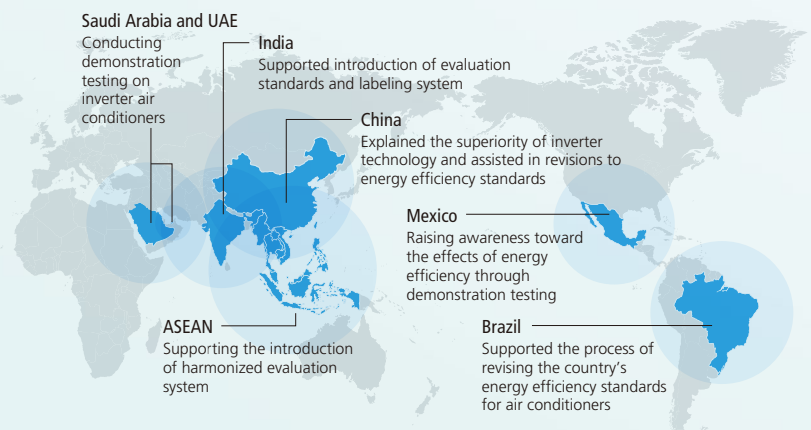 Saudi Arabia and UAE
Conducting
demonstration
testing on
inverter air
conditioners
India
Supported introduction of evaluation
standards and labeling system
China
Explained the superiority of inverter
technology and assisted in revisions to
energy efficiency standards
Mexico
Raising awareness toward
the effects of energy
efficiency through
demonstration testing
ASEAN
Supporting the introduction
of harmonized evaluation
system
Brazil
Supported the process of
revising the country's
energy efficiency standards
for air conditioners